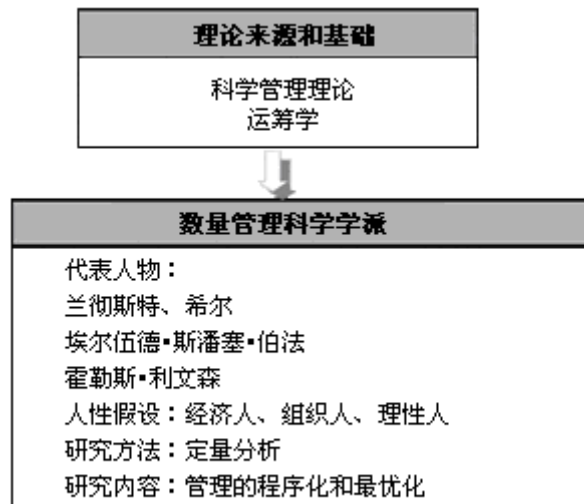 理论来源和基础
科学管理理论
运筹学
数量管理科学学派
代表人物：
兰彻斯特、希尔
埃尔伍德·斯潘塞·伯法
霍勒斯·利文森
人性假设：经济人、组织人、理性人
研究方法：定量分析
研究内容：管理的程序化和最优化